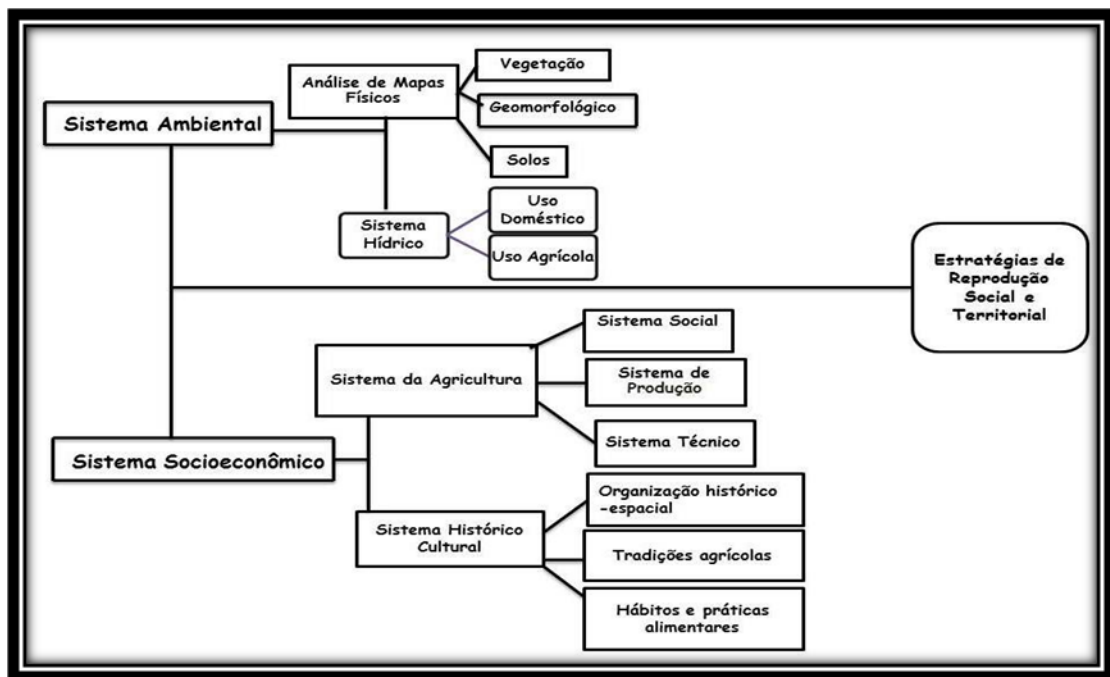 Vegetação
Análise de Mapas
Físicos
Geomorfológico
Sistema Ambiental
Solos
Uso
Doméstico
Sistema
Hídrico
Uso Agrícola
Estratégias de
Reprodução
Social e
Territorial
Sistema Social
Sistema da Agricultura
Sistema de
Produção
Sistema Técnico
Sistema Socioeconômico
Organização histórico
-espacial
Sistema Histórico
Cultural
Tradições agrícolas
Hábitos e práticas
alimentares